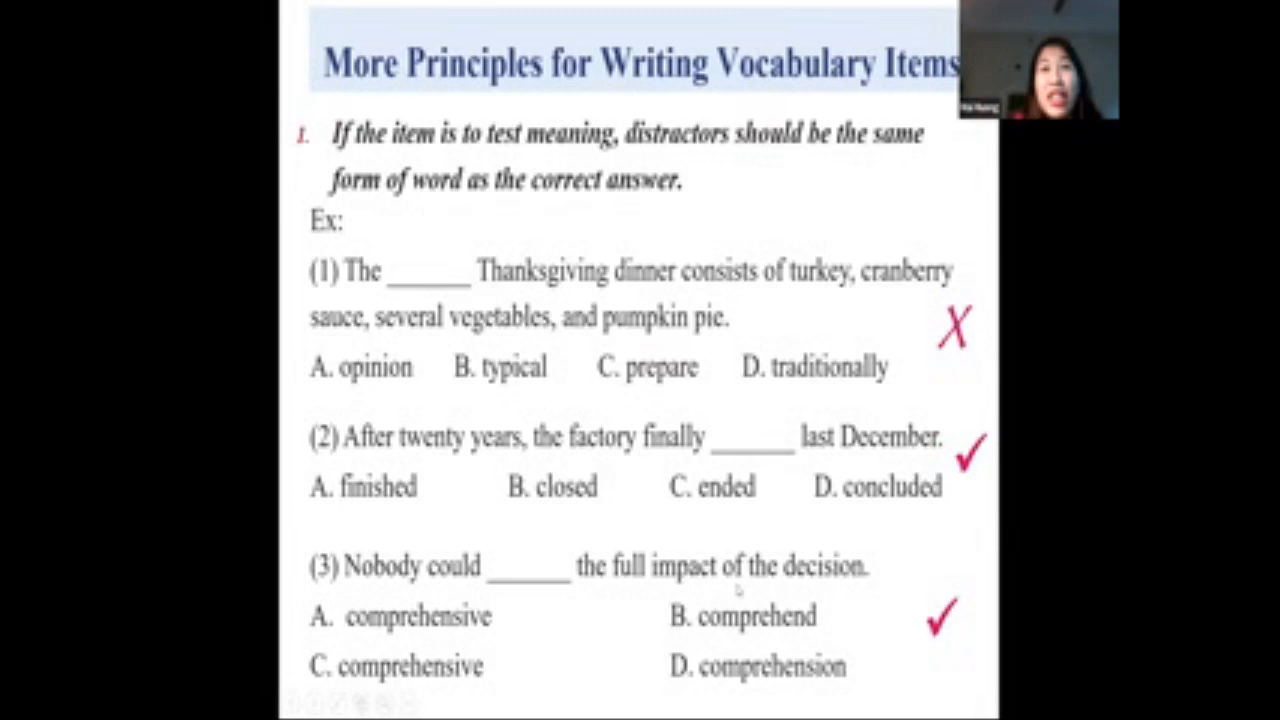 More Principles for Writing Vocabulary Items
1. If the item is to test meaning, distractors should be the same
form of word as the correct answer.
Ex:
(1) The ______ Thanksgiving dinner consists of turkey, cranberry
sauce, several vegetables, and pumpkin pie.
X
A. opinion B. typical C. prepare D. traditionally
(2) After twenty years, the factory finally ______ last December.
✓
A. finished B. closed C. ended D. concluded
(3) Nobody could ______ the full impact of the decision.
A. comprehensive B. comprehend
✓
C. comprehensive D. comprehension